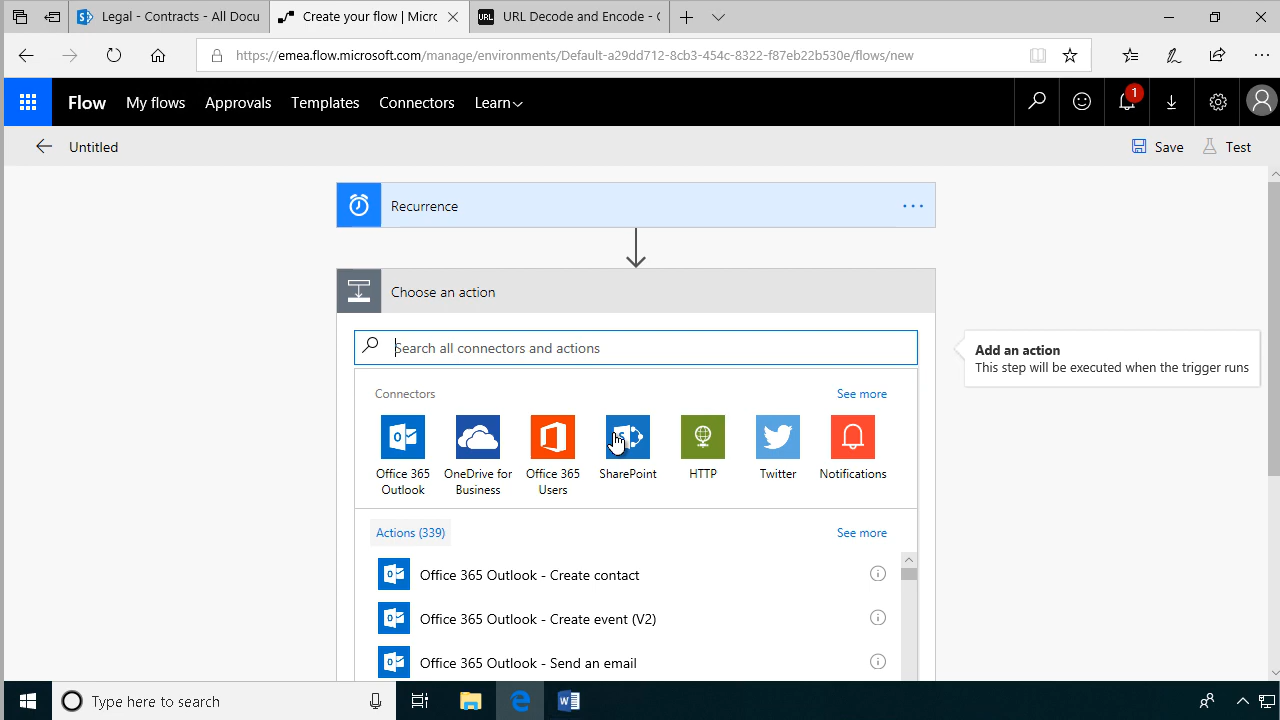 Legal - Contracts - All Docu
Create your flow | Micro
URL
URL Decode and Encode - O
https://emea.flow.microsoft.com/manage/environments/Default-a29dd712-8cb3-454c-8322-f87eb22b530e/flows/new
Flow My flows Approvals Templates Connectors Learn
1
Untitled
Save Test
Recurrence
Choose an action
Search all connectors and actions
Add an action
This step will be executed when the trigger runs
Connectors See more
Office 365 Outlook
OneDrive for Business
Office 365 Users
SharePoint
HTTP
Twitter
Notifications
Actions (339) See more
Office 365 Outlook - Create contact
Office 365 Outlook - Create event (V2)
Office 365 Outlook - Send an email
Type here to search